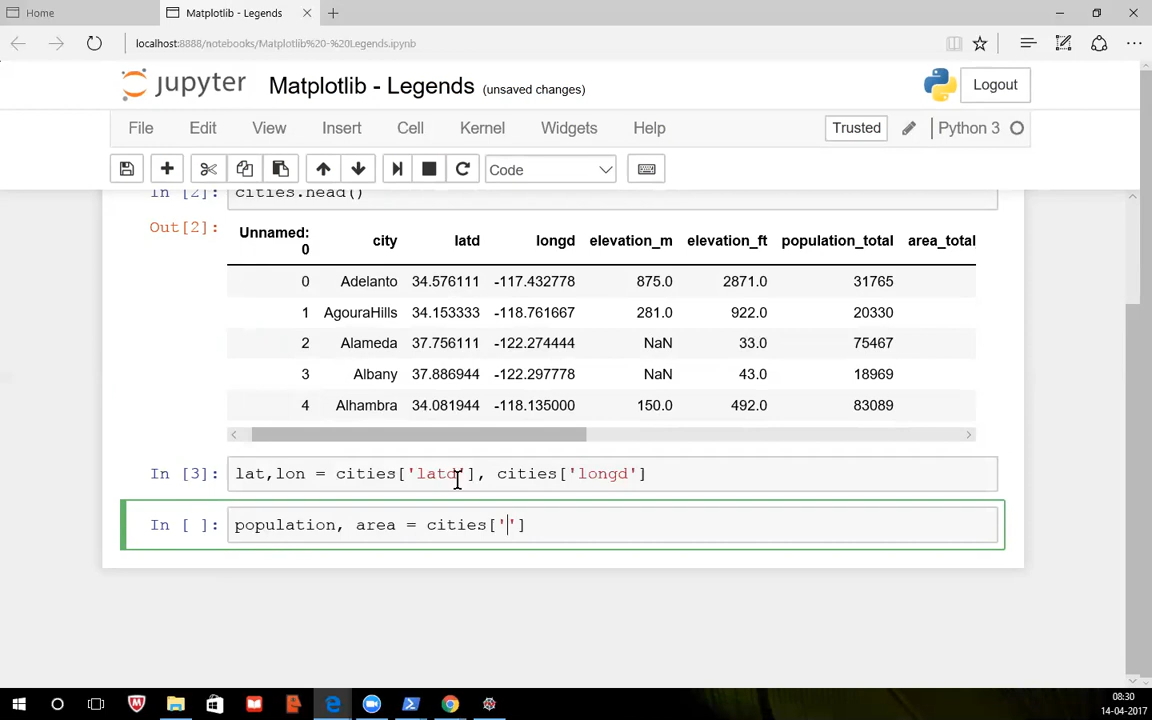 Home
Matplotlib - Legends
localhost:8888/notebooks/Matplotlib%20-%20Legends.ipynb
jupyter Matplotlib - Legends (unsaved changes) Logout
File Edit View Insert Cell Kernel Widgets Help Trusted Python 3
Code
In [2]: cities.head()
Out[2]:
Unnamed: 0 city latd longd elevation_m elevation_ft population_total area_total
0 Adelanto 34.576111 -117.432778 875.0 2871.0 31765
1 AgouraHills 34.153333 -118.761667 281.0 922.0 20330
2 Alameda 37.756111 -122.274444 NaN 33.0 75467
3 Albany 37.886944 -122.297778 NaN 43.0 18969
4 Alhambra 34.081944 -118.135000 150.0 492.0 83089
In [3]: lat,lon = cities['latd'], cities['longd']
In [ ]: population, area = cities['']
08:30
14-04-2017